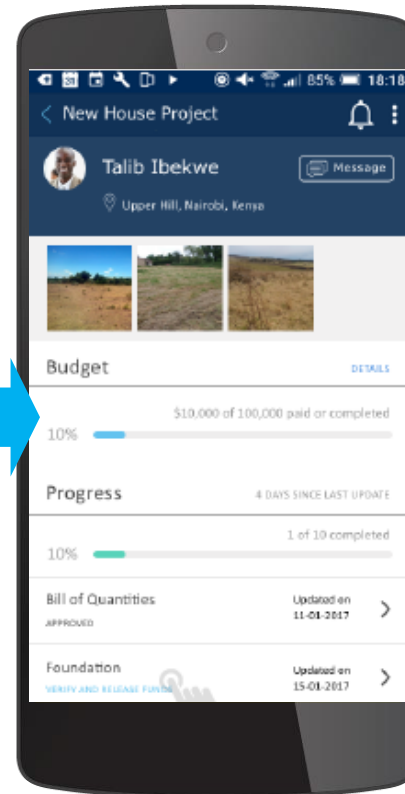 85% 18:18
New House Project
Talib Ibekwe
Message
Upper Hill, Nairobi, Kenya
Budget
DETAILS
$10,000 of 100,000 paid or completed
10%
Progress
4 DAYS SINCE LAST UPDATE
1 of 10 completed
10%
Bill of Quantities
Updated on
11-01-2017
APPROVED
Foundation
Updated on
15-01-2017
VERIFY AND RELEASE FUNDS